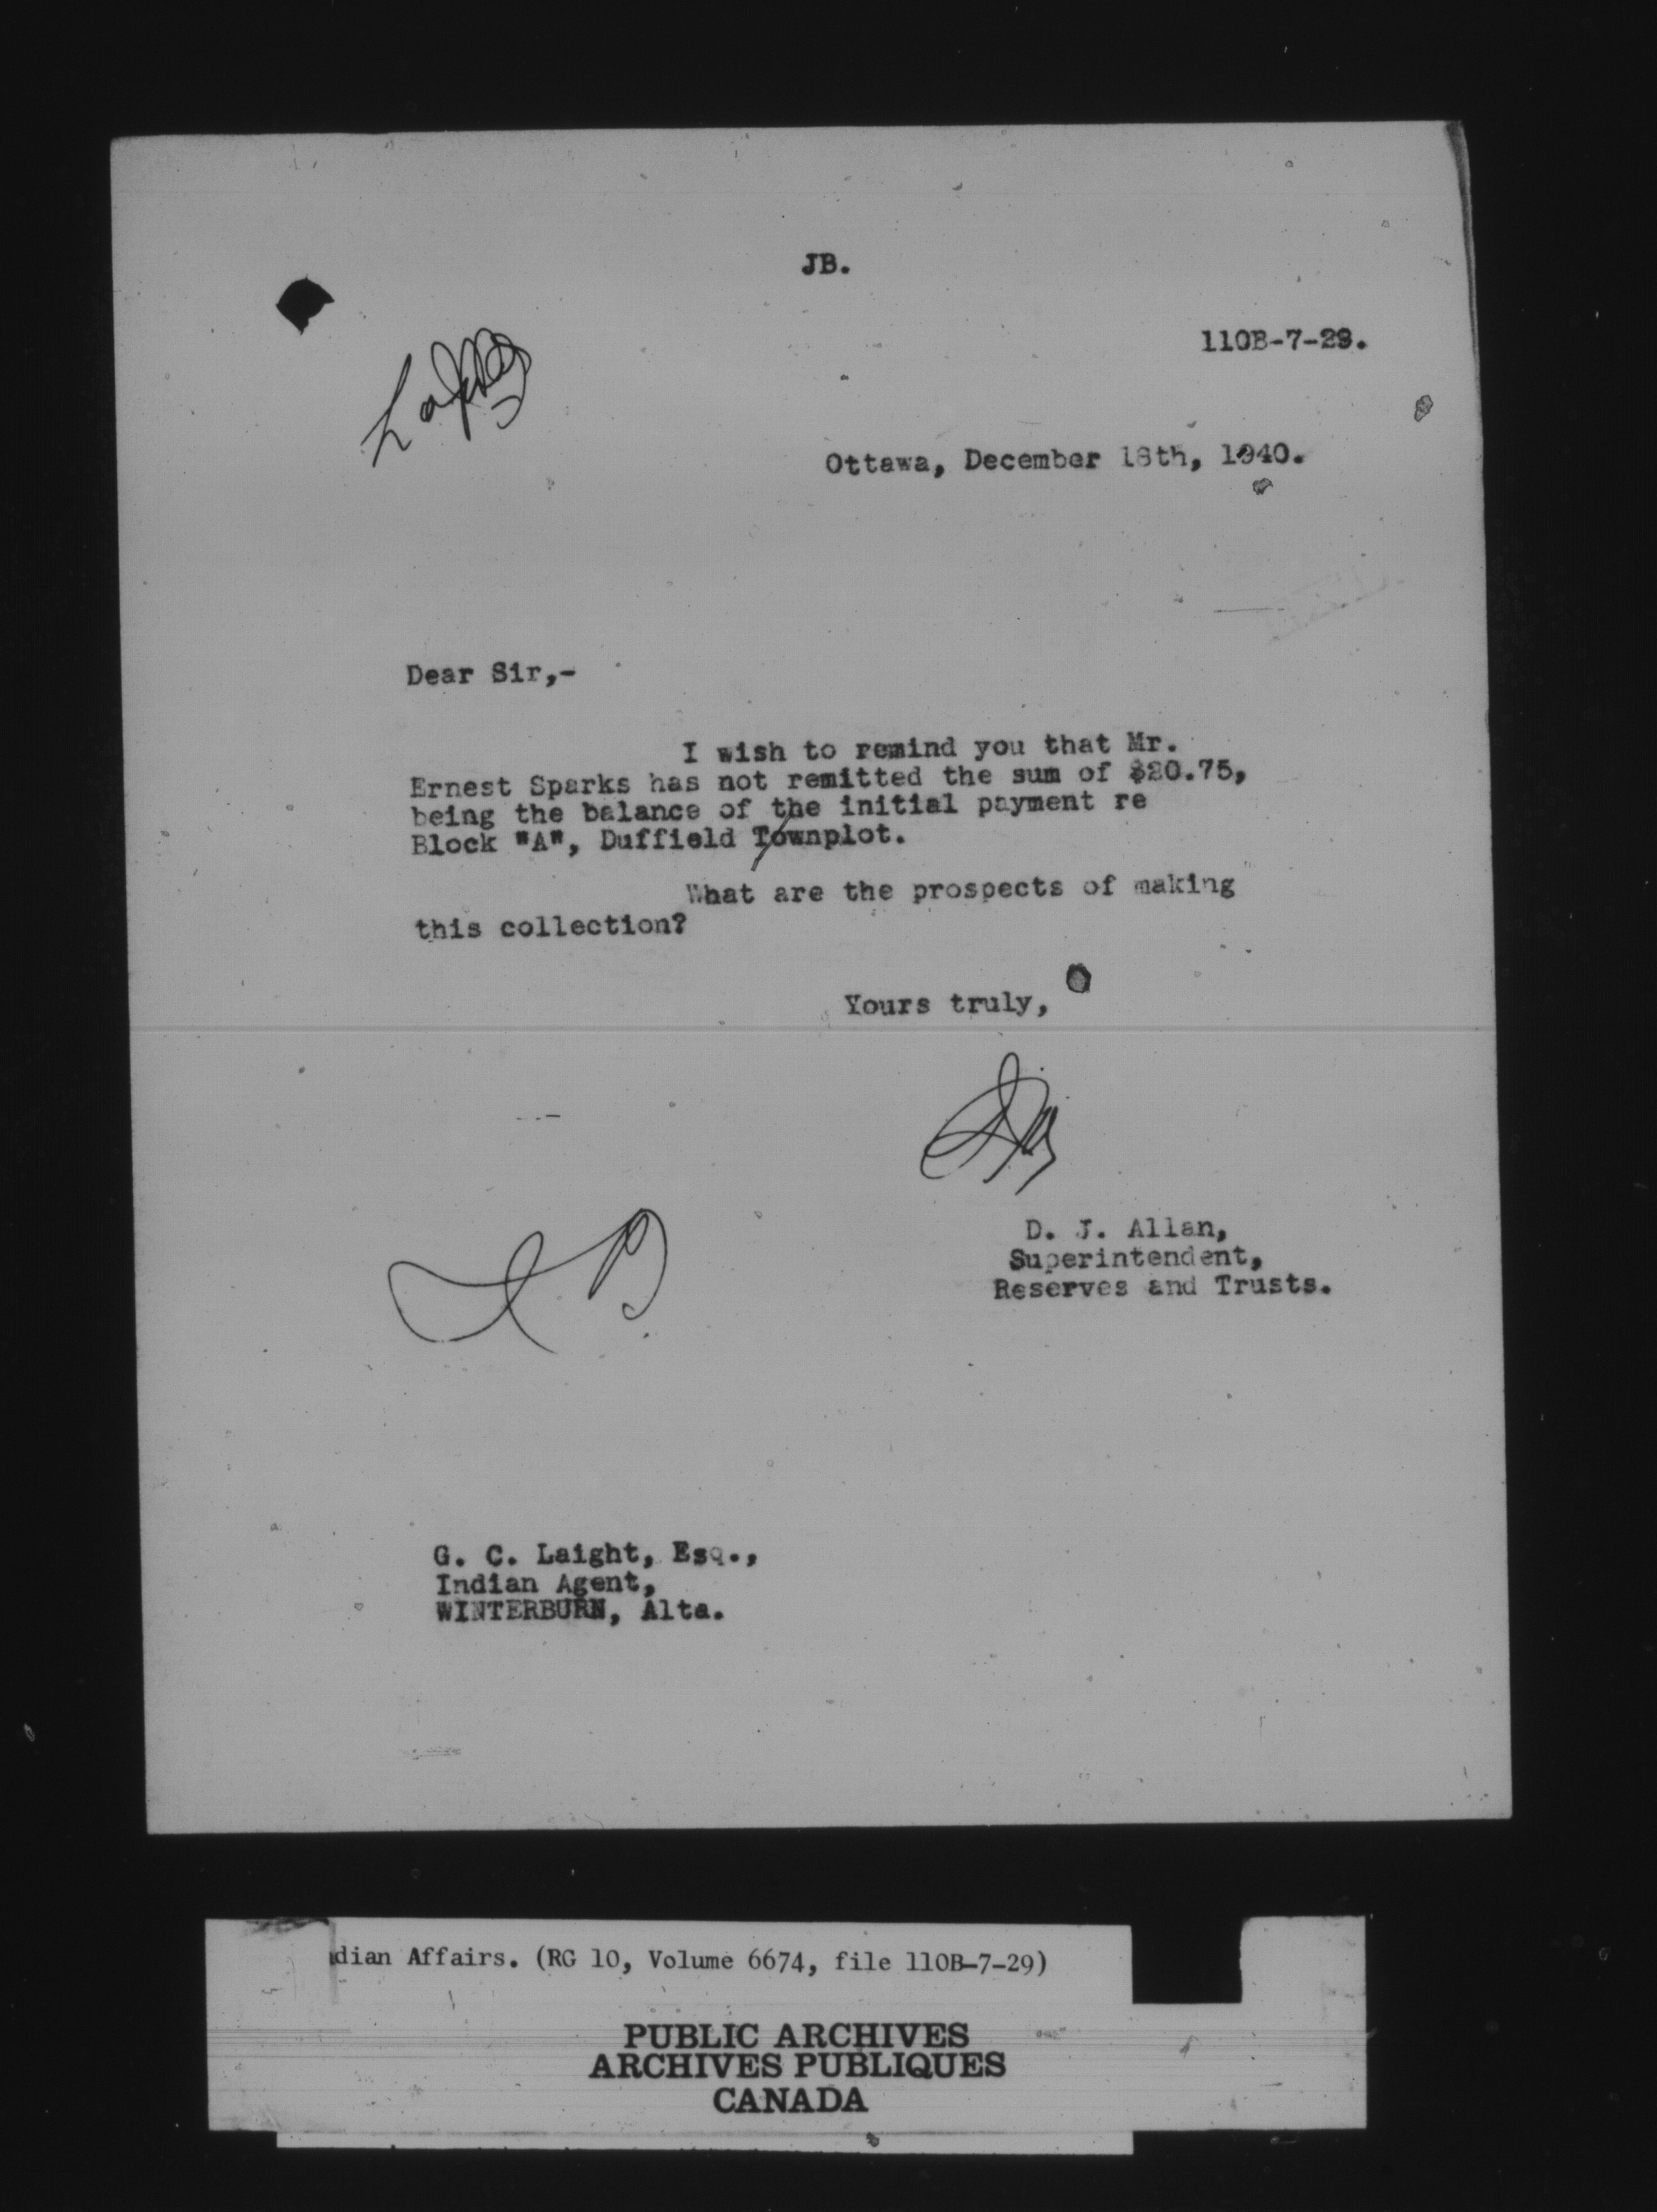 JB.
110B-7-29.
Ottawa, December 18th, 1940.
Dear Sir,-
I wish to remind you that Mr.
Ernest Sparks has not remitted the sum of $20.75,
being the balance of the initial payment re
Block "A", Duffield Townplot.
What are the prospects of making
this collection?
Yours truly,
D. J. Allan,
Superintendent,
Reserves and Trusts.
G. C. Laight, Esq.,
Indian Agent,
WINTERBURN, Alta.
dian Affairs. (RG 10, Volume 6674, file 110B-7-29)
PUBLIC ARCHIVES
ARCHIVES PUBLIQUES
CANADA